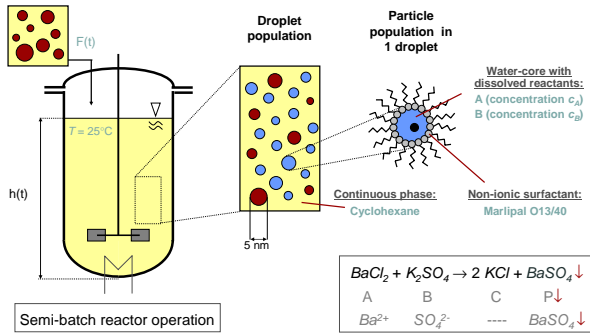 F(t)
T = 25°C
h(t)
Semi-batch reactor operation
Droplet
population
5 nm
Continuous phase:
Cyclohexane
Particle
population in
1 droplet
Water-core with
dissolved reactants:
A (concentration c_A)
B (concentration c_B)
Non-ionic surfactant:
Marlipal O13/40
BaCl₂ + K₂SO₄ → 2 KCl + BaSO₄↓
A B C P↓
Ba²⁺ SO₄²⁻ ---- BaSO₄↓